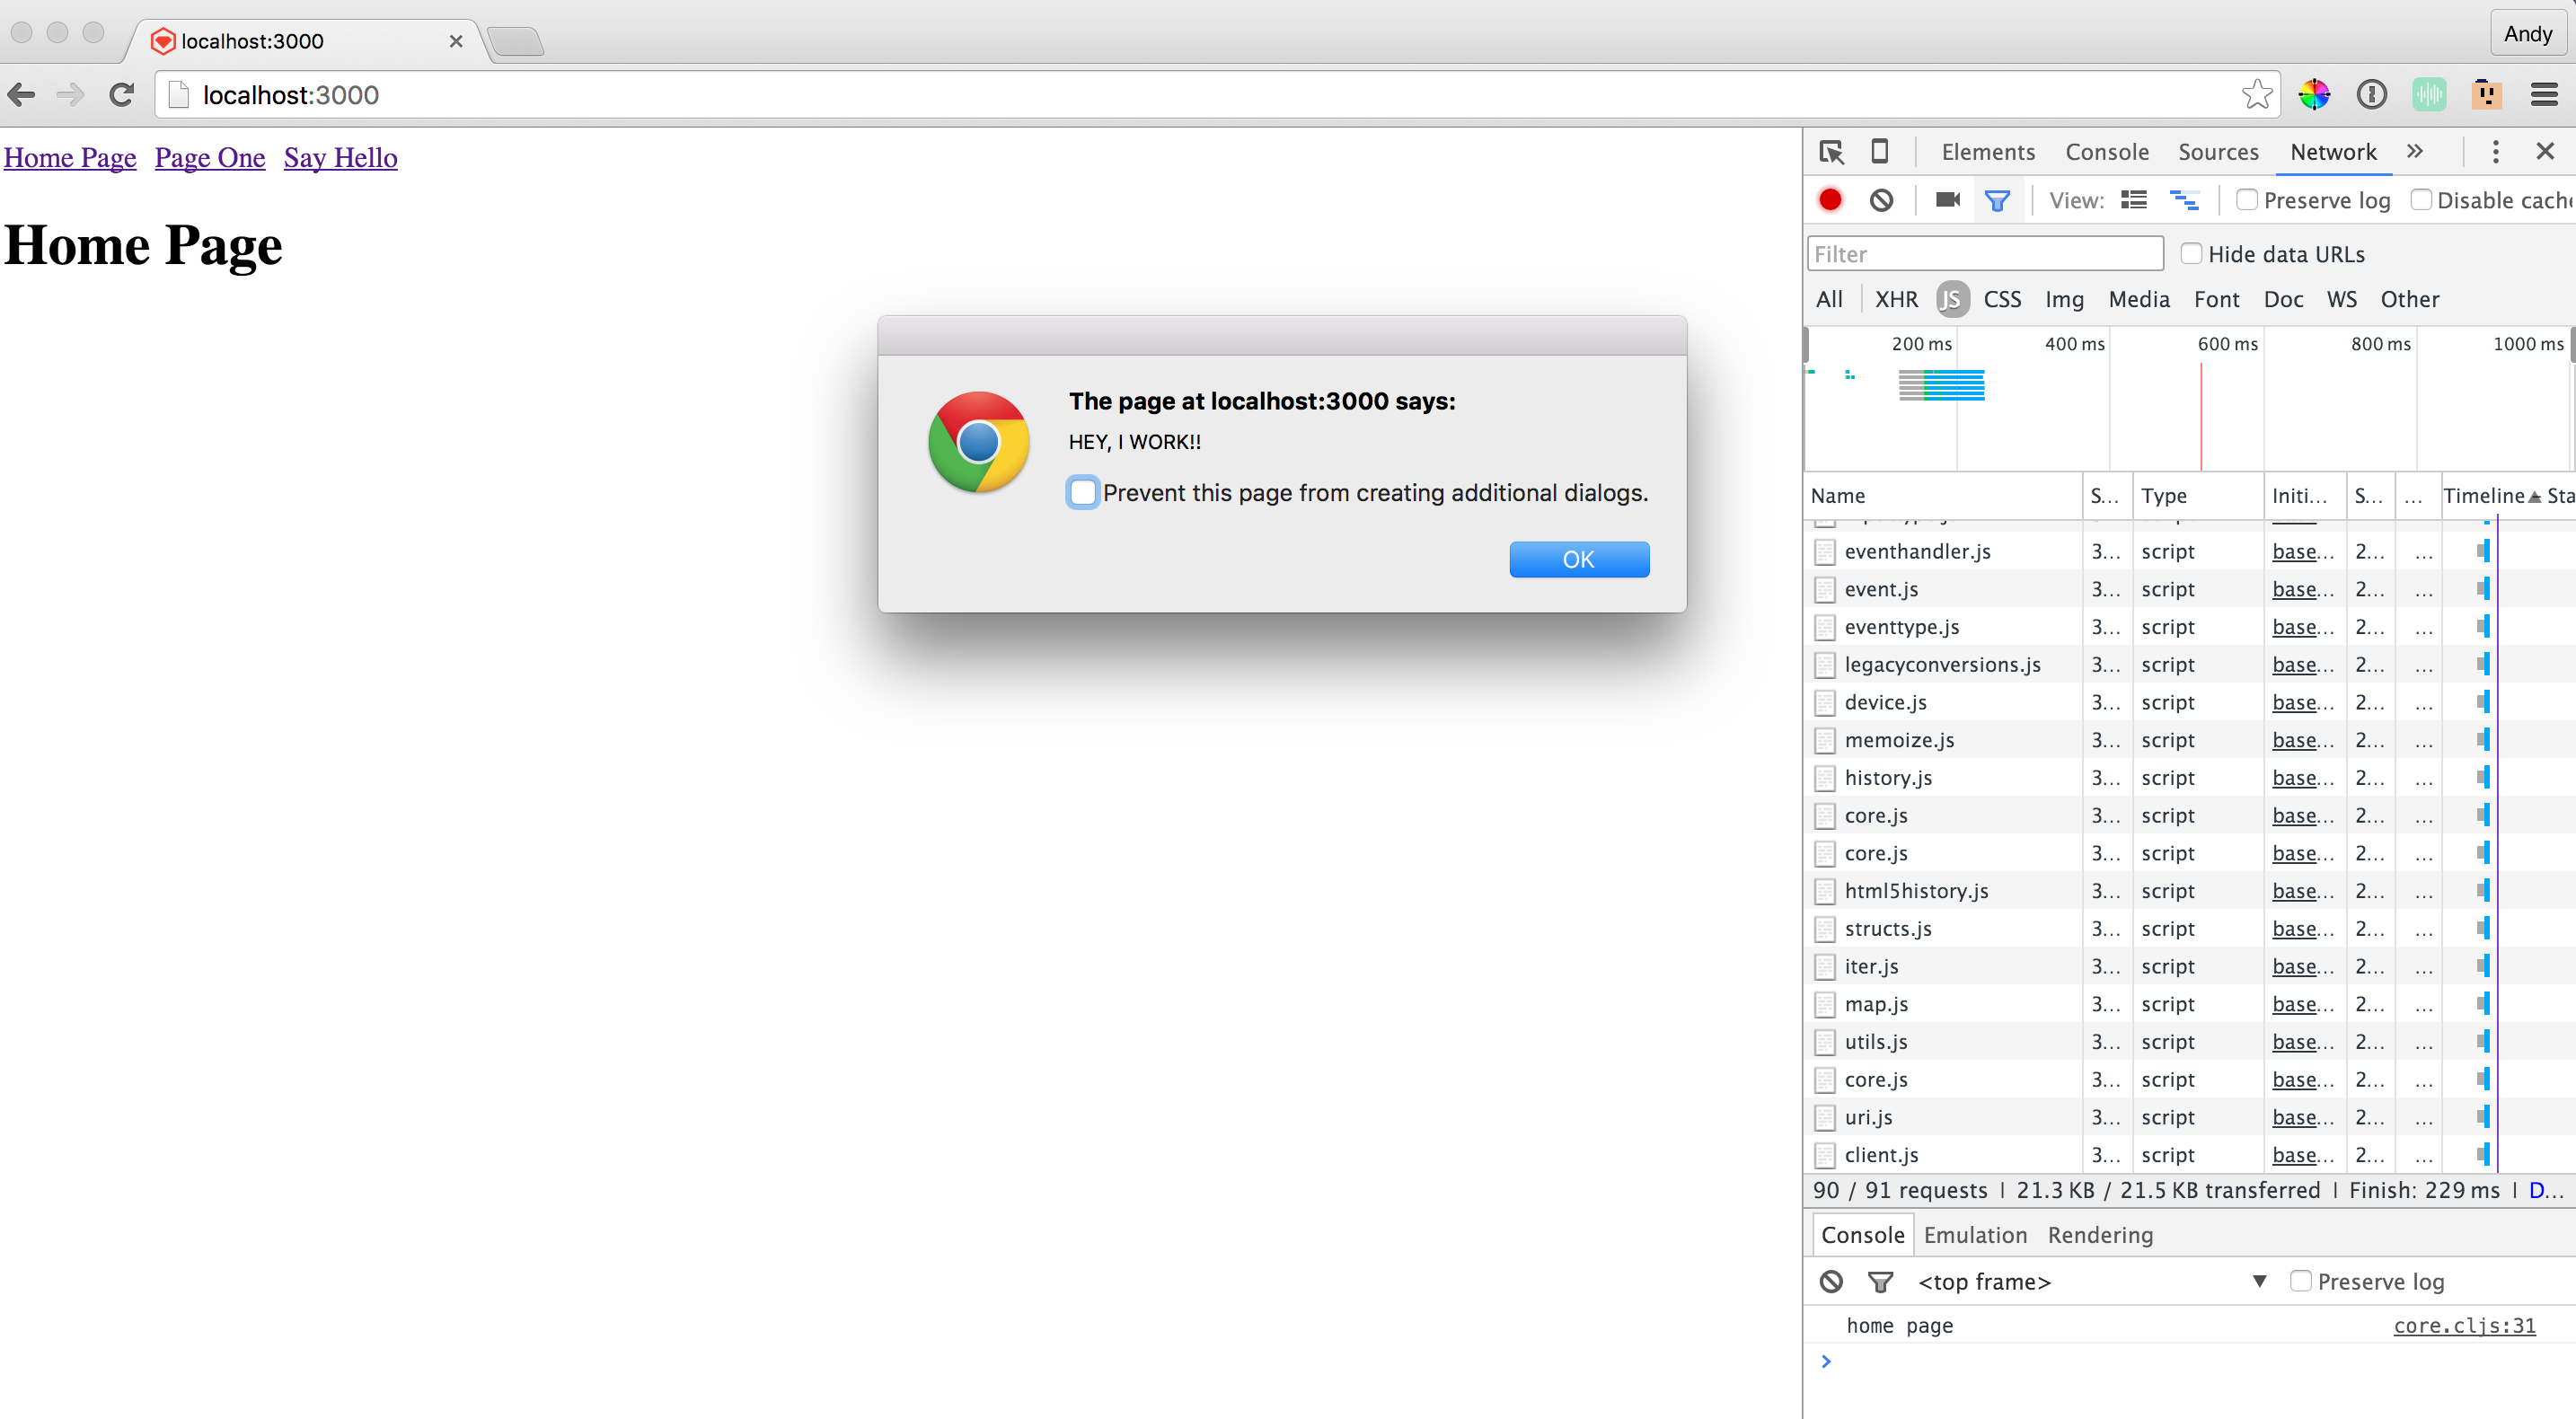 localhost:3000
Andy
localhost:3000
Home Page Page One Say Hello
Home Page
The page at localhost:3000 says:
HEY, I WORK!!
Prevent this page from creating additional dialogs.
OK
Elements Console Sources Network
View: Preserve log Disable cache
Filter Hide data URLs
All XHR JS CSS Img Media Font Doc WS Other
200 ms 400 ms 600 ms 800 ms 1000 ms
Name S... Type Initi... S... ... Timeline Sta
eventhandler.js 3... script base... 2... ...
event.js 3... script base... 2... ...
eventtype.js 3... script base... 2... ...
legacyconversions.js 3... script base... 2... ...
device.js 3... script base... 2... ...
memoize.js 3... script base... 2... ...
history.js 3... script base... 2... ...
core.js 3... script base... 2... ...
core.js 3... script base... 2... ...
html5history.js 3... script base... 2... ...
structs.js 3... script base... 2... ...
iter.js 3... script base... 2... ...
map.js 3... script base... 2... ...
utils.js 3... script base... 2... ...
core.js 3... script base... 2... ...
uri.js 3... script base... 2... ...
client.js 3... script base... 2... ...
90 / 91 requests | 21.3 KB / 21.5 KB transferred | Finish: 229 ms | D...
Console Emulation Rendering
<top frame> Preserve log
home page core.cljs:31